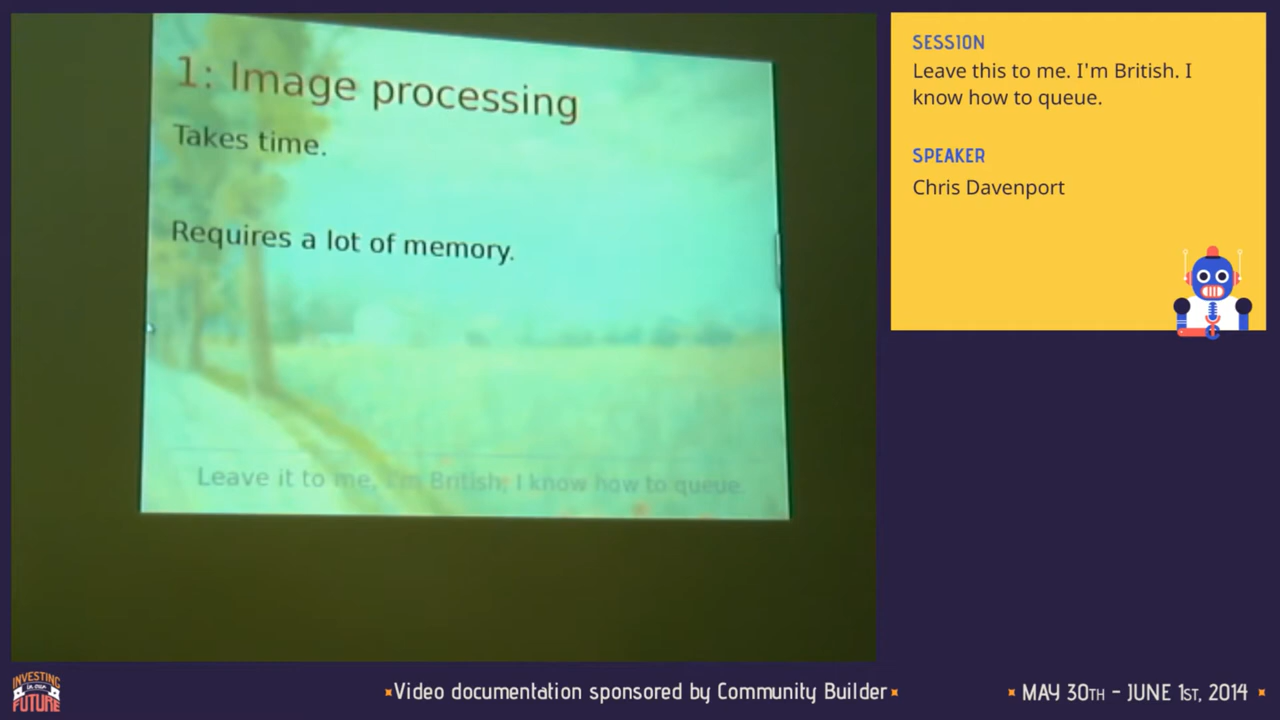 1: Image processing
Takes time.
Requires a lot of memory.
Leave it to me, I'm British; I know how to queue.
SESSION
Leave this to me. I'm British. I
know how to queue.
SPEAKER
Chris Davenport
INVESTING
in our
FUTURE
Video documentation sponsored by Community Builder
MAY 30TH - JUNE 1ST, 2014